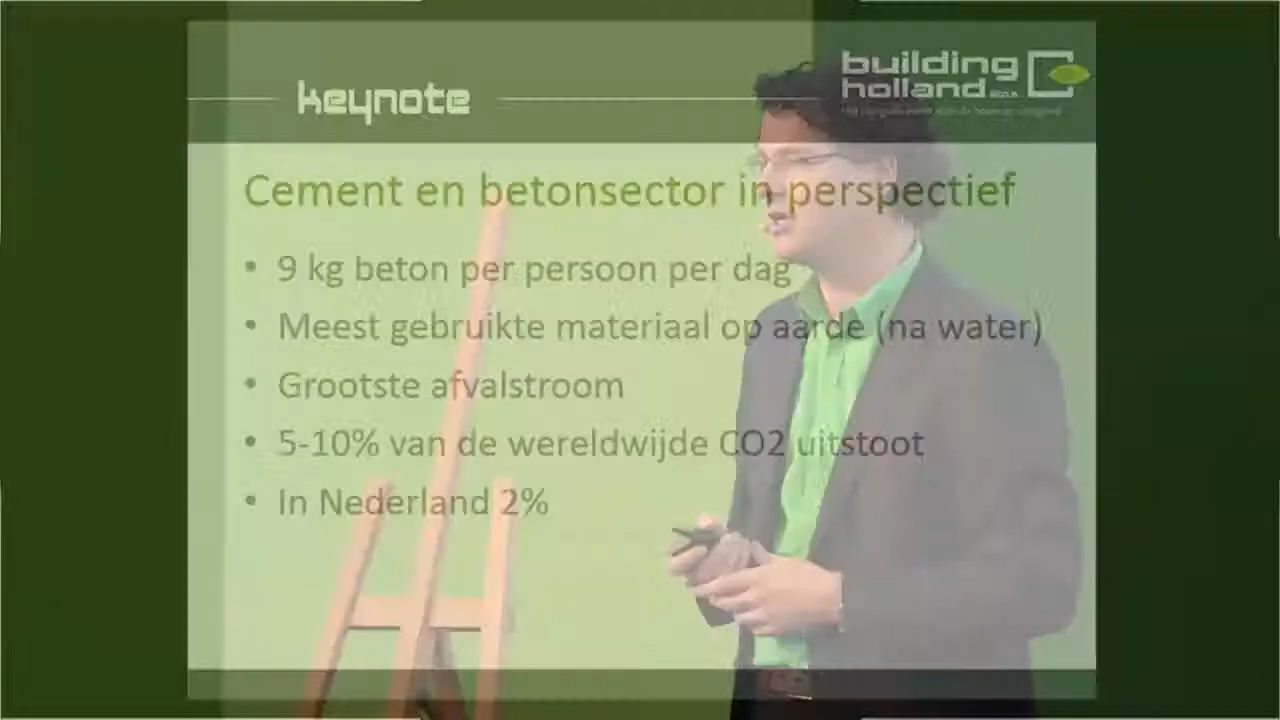 keynote
building
holland
Cement en betonsector in perspectief
• 9 kg beton per persoon per dag
• Meest gebruikte materiaal op aarde (na water)
• Grootste afvalstroom
• 5-10% van de wereldwijde CO2 uitstoot
• In Nederland 2%